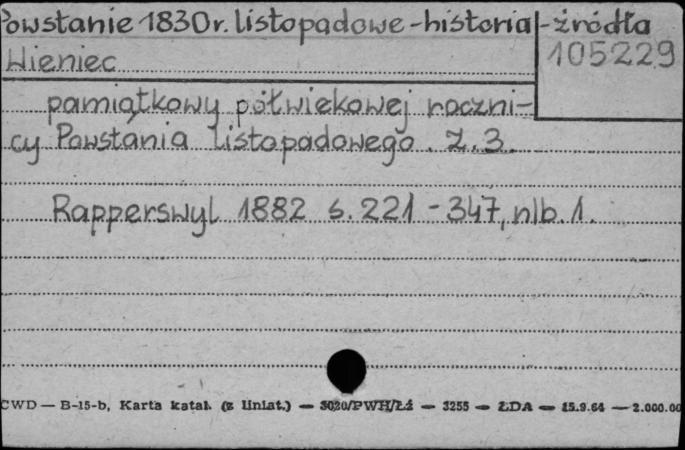 Powstanie 1830r. listopadowe - historia - źródła
Wieniec
105229
pamiątkowy półwiekowej roczni-
cy Powstania listopadowego. Z. 3.
Rapperswyl 1882 s. 221 - 347, nlb. 1.
CWD — B-15-b, Karta katal. (z liniat.) — 3020/PWH/Łź — 3255 — ŁDA — 15.9.64 — 2.000.00